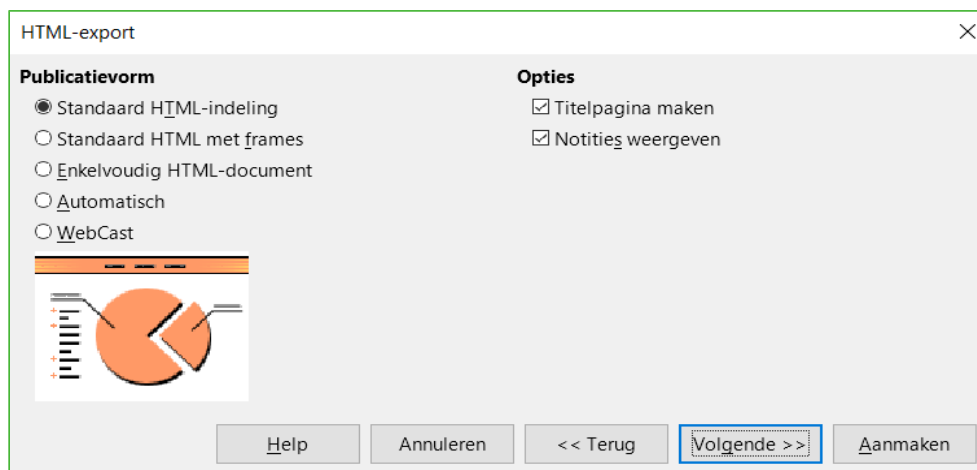 HTML-export
Publicatievorm
Standaard HTML-indeling
Standaard HTML met frames
Enkelvoudig HTML-document
Automatisch
WebCast
Opties
Titelpagina maken
Notities weergeven
Help
Annuleren
<< Terug
Volgende >>
Aanmaken